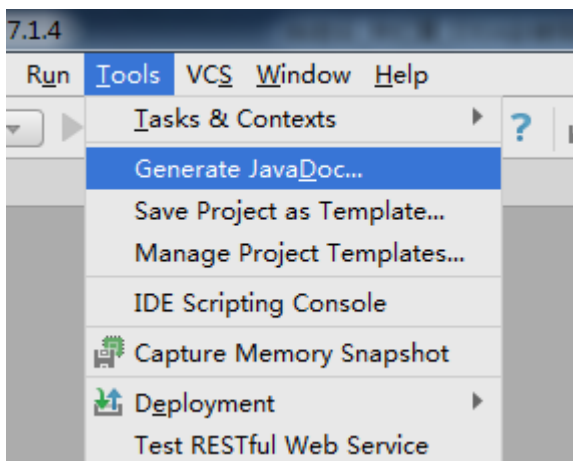 7.1.4
Run Tools VCS Window Help
Tasks & Contexts
?
Generate JavaDoc...
Save Project as Template...
Manage Project Templates...
IDE Scripting Console
Capture Memory Snapshot
Deployment
Test RESTful Web Service